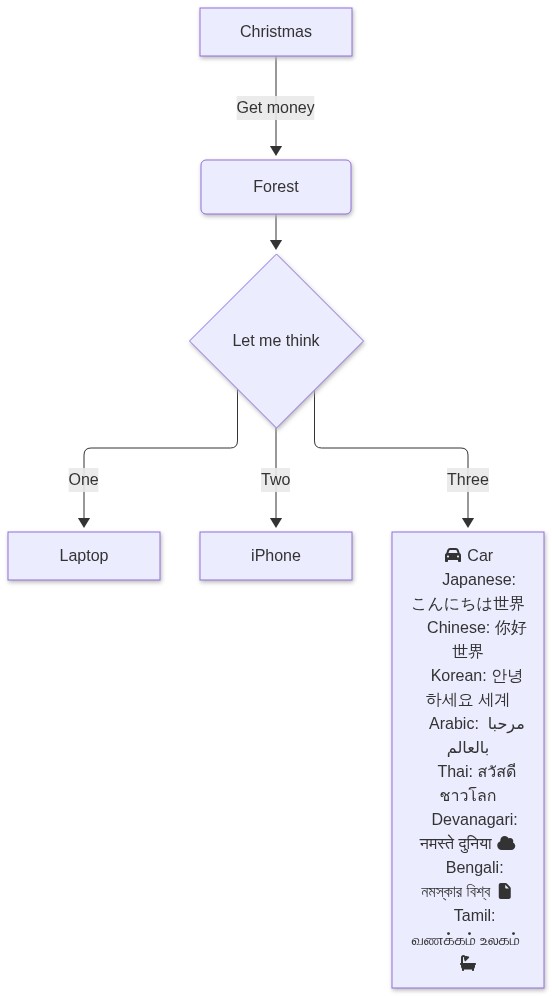 Christmas
Get money
Forest
Let me think
One
Two
Three
Laptop
iPhone
Car
Japanese:
こんにちは世界
Chinese: 你好
世界
Korean: 안녕
하세요 세계
Arabic: مرحبا
بالعالم
Thai: สวัสดี
ชาวโลก
Devanagari:
नमस्ते दुनिया
Bengali:
নমস্কার বিশ্ব
Tamil:
வணக்கம் உலகம்